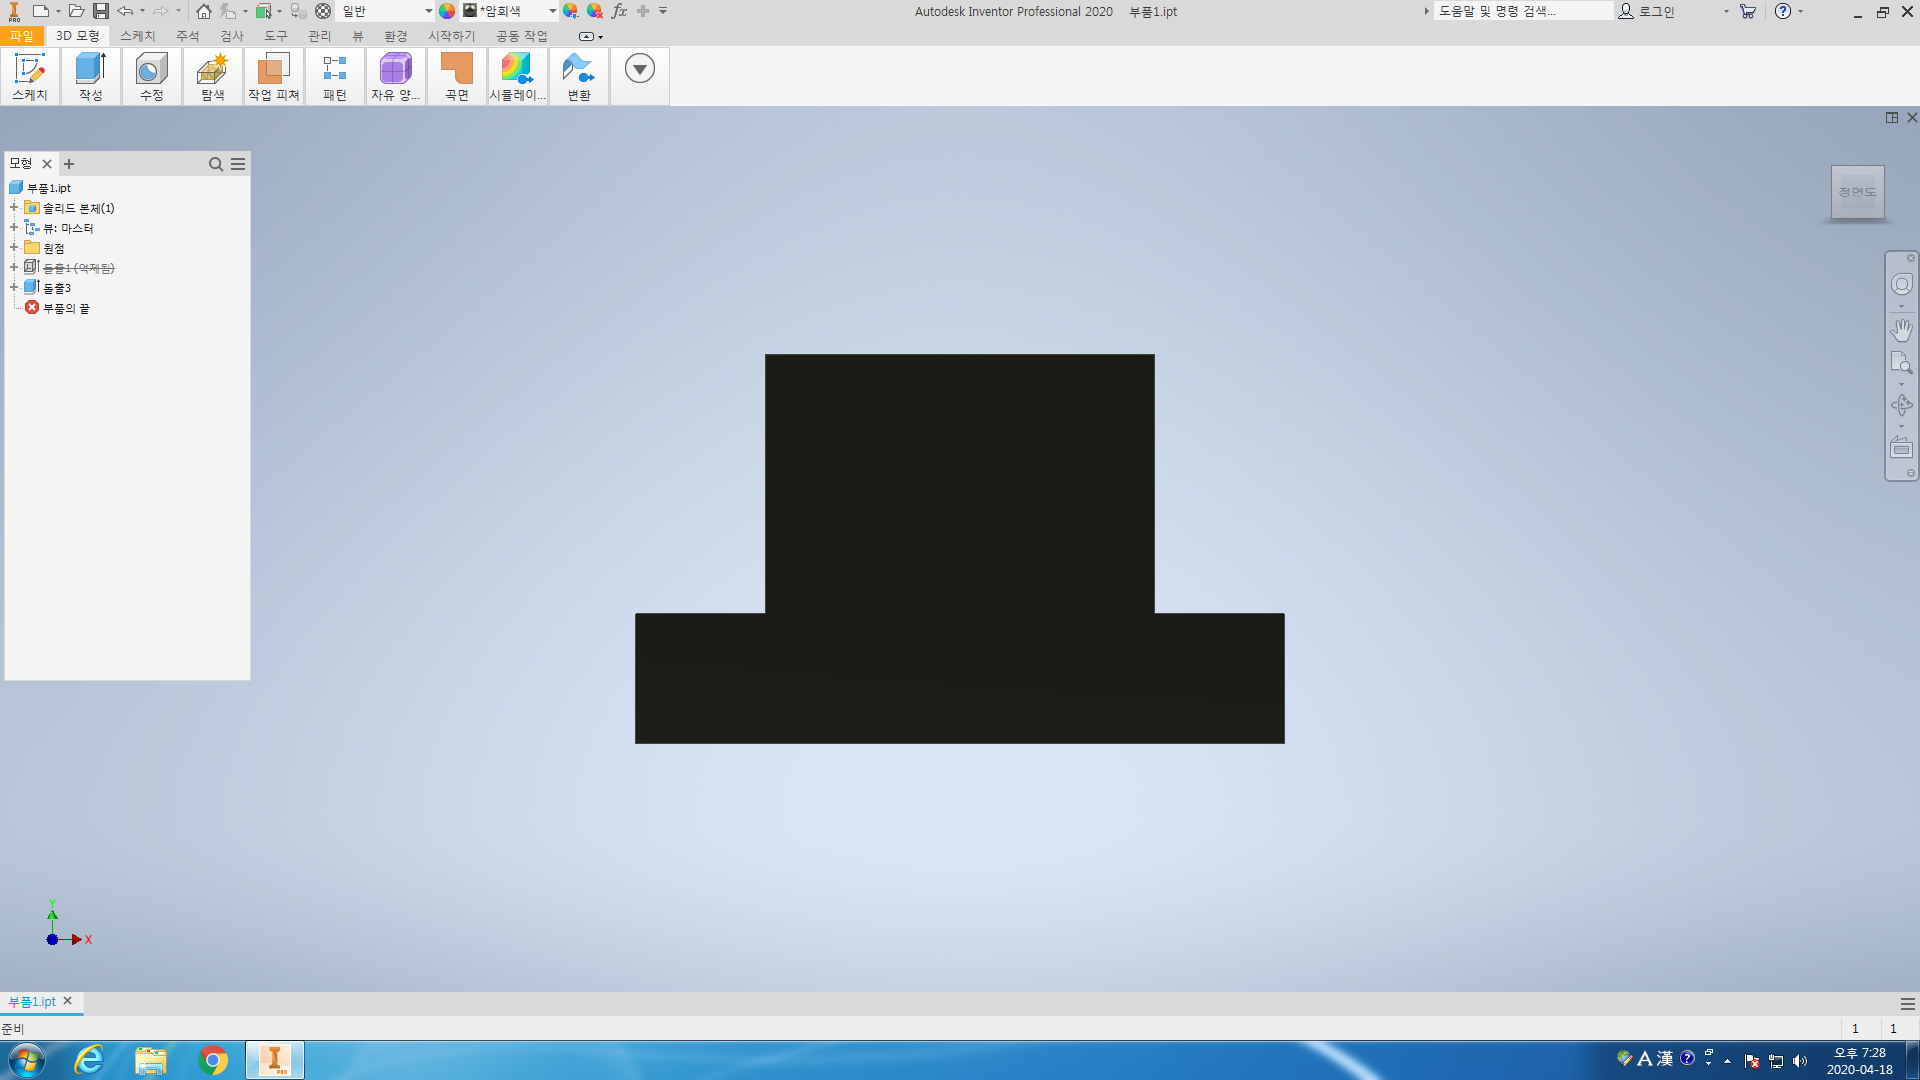 일반
*암회색
fx
Autodesk Inventor Professional 2020 부품1.ipt
도움말 및 명령 검색...
로그인
파일 3D 모형 스케치 주석 검사 도구 관리 뷰 환경 시작하기 공동 작업
스케치 작성 수정 탐색 작업 피쳐 패턴 자유 양... 곡면 시뮬레이... 변환
모형
정면도
부품1.ipt
솔리드 본체(1)
뷰: 마스터
원점
돌출1 (억제됨)
돌출3
부품의 끝
Y
X
부품1.ipt
준비
1 1
A 漢
오후 7:28
2020-04-18